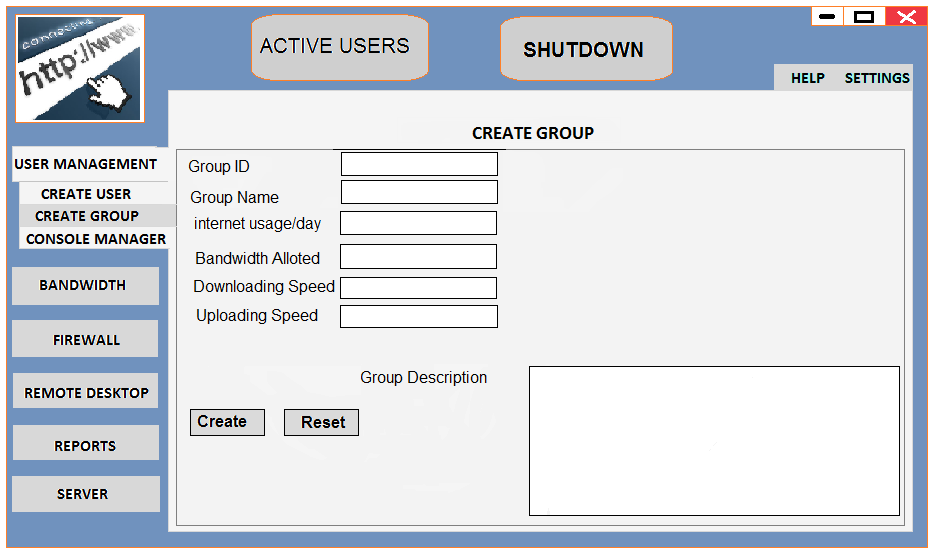 conascira
http://www.
ACTIVE USERS
SHUTDOWN
HELP SETTINGS
CREATE GROUP
USER MANAGEMENT
CREATE USER
CREATE GROUP
CONSOLE MANAGER
BANDWIDTH
FIREWALL
REMOTE DESKTOP
REPORTS
SERVER
Group ID
Group Name
internet usage/day
Bandwidth Alloted
Downloading Speed
Uploading Speed
Group Description
Create Reset